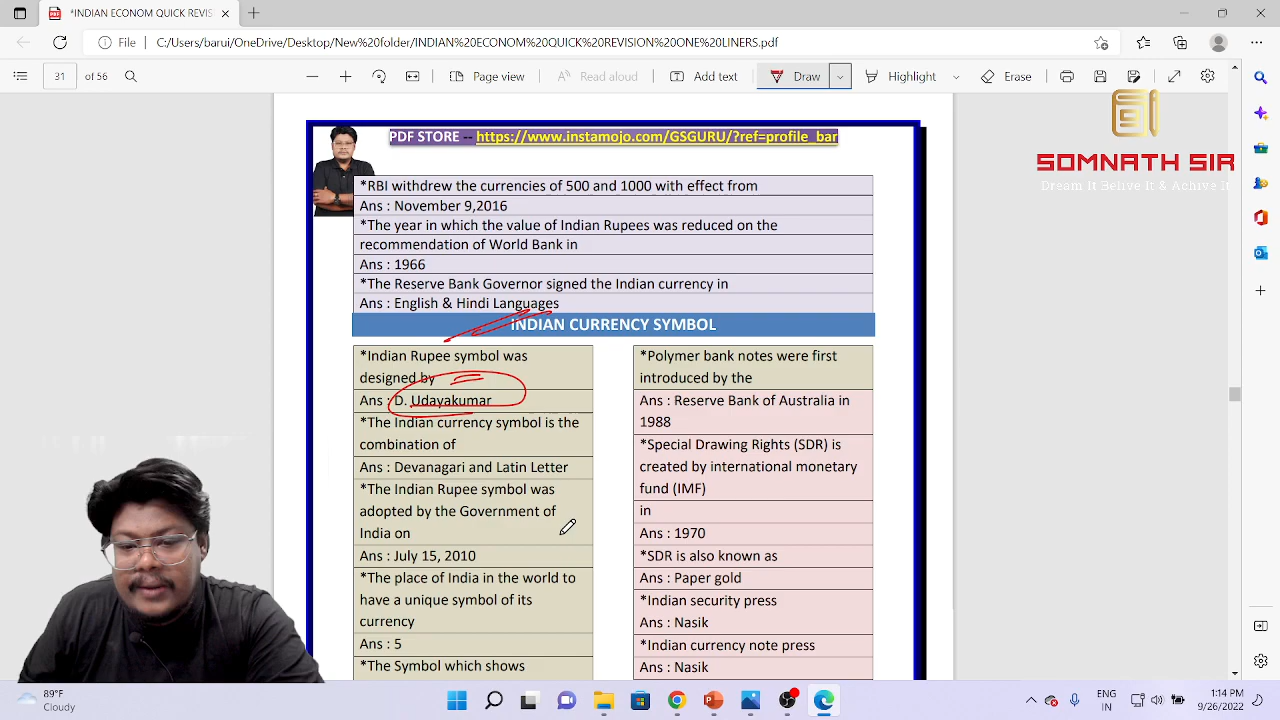 *INDIAN ECONOM QUICK REVIS
File
C:/Users/barui/OneDrive/Desktop/New%20folder/INDIAN%20ECONOM%20QUICK%20REVISION%20ONE%20LINERS.pdf
31 of 56
Page view
Read aloud
Add text
Draw
Highlight
Erase
SOMNATH SIR
Dream It Belive It & Achive It
PDF STORE -- https://www.instamojo.com/GSGURU/?ref=profile_bar
*RBI withdrew the currencies of 500 and 1000 with effect from
Ans : November 9,2016
*The year in which the value of Indian Rupees was reduced on the
recommendation of World Bank in
Ans : 1966
*The Reserve Bank Governor signed the Indian currency in
Ans : English & Hindi Languages
INDIAN CURRENCY SYMBOL
*Indian Rupee symbol was
designed by
Ans : D. Udayakumar
*The Indian currency symbol is the
combination of
Ans : Devanagari and Latin Letter
*The Indian Rupee symbol was
adopted by the Government of
India on
Ans : July 15, 2010
*The place of India in the world to
have a unique symbol of its
currency
Ans : 5
*The Symbol which shows
*Polymer bank notes were first
introduced by the
Ans : Reserve Bank of Australia in
1988
*Special Drawing Rights (SDR) is
created by international monetary
fund (IMF)
in
Ans : 1970
*SDR is also known as
Ans : Paper gold
*Indian security press
Ans : Nasik
*Indian currency note press
Ans : Nasik
89°F
Cloudy
ENG
IN
1:14 PM
9/26/2022